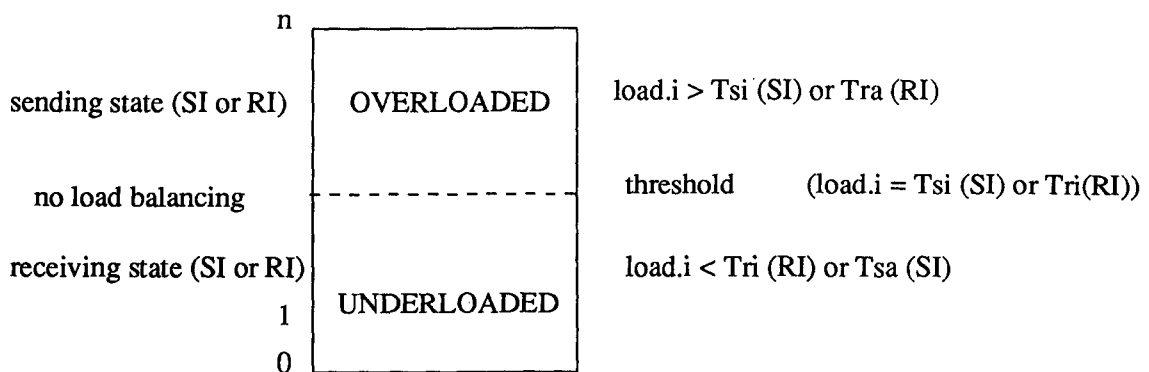 n
sending state (SI or RI) OVERLOADED load.i > Tsi (SI) or Tra (RI)
no load balancing threshold (load.i = Tsi (SI) or Tri(RI))
receiving state (SI or RI) load.i < Tri (RI) or Tsa (SI)
UNDERLOADED
1
0